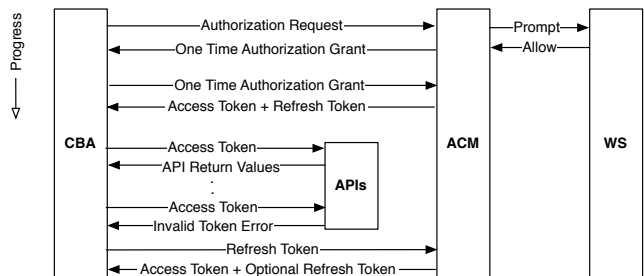 Progress
Authorization Request
Prompt
One Time Authorization Grant
Allow
One Time Authorization Grant
Access Token + Refresh Token
CBA
ACM
WS
Access Token
API Return Values
:
APIs
Access Token
Invalid Token Error
Refresh Token
Access Token + Optional Refresh Token